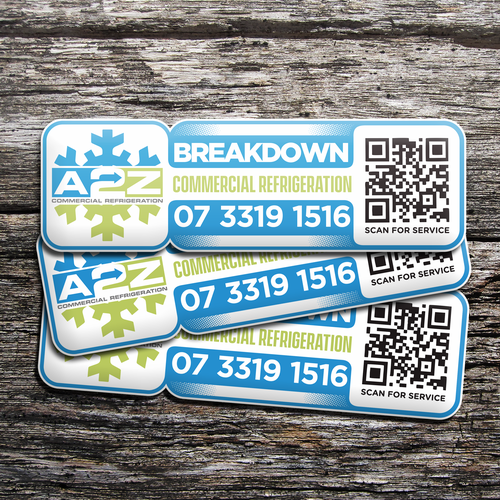 BREAKDOWN
A2Z
COMMERCIAL REFRIGERATION
COMMERCIAL REFRIGERATION
07 3319 1516
SCAN FOR SERVICE
A2Z
COMMERCIAL REFRIGERATION
COMMERCIAL REFRIGERATION
07 3319 1516
SCAN FOR SERVICE
BREAKDOWN
COMMERCIAL REFRIGERATION
07 3319 1516
SCAN FOR SERVICE